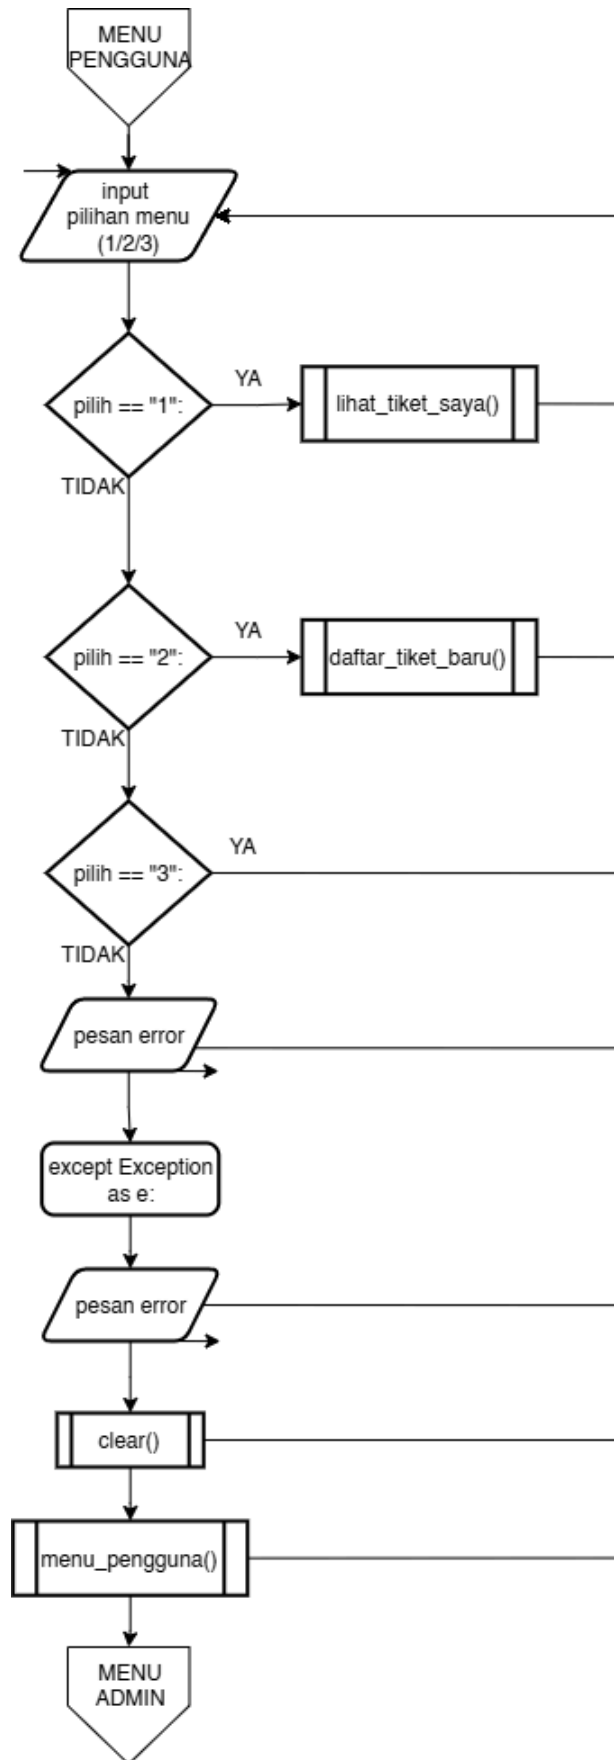 MENU
PENGGUNA
input
pilihan menu
(1/2/3)
pilih == "1":
YA
lihat_tiket_saya()
TIDAK
pilih == "2":
YA
daftar_tiket_baru()
TIDAK
pilih == "3":
YA
TIDAK
pesan error
except Exception
as e:
pesan error
clear()
menu_pengguna()
MENU
ADMIN